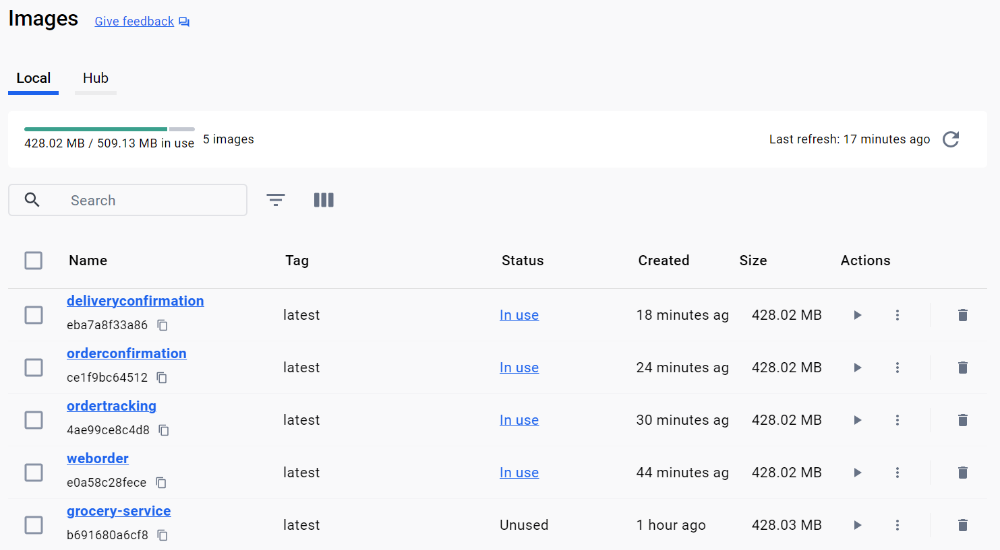 Images Give feedback
Local Hub
428.02 MB / 509.13 MB in use 5 images Last refresh: 17 minutes ago
Search
Name Tag Status Created Size Actions
deliveryconfirmation
eba7a8f33a86 latest In use 18 minutes ag 428.02 MB
orderconfirmation
ce1f9bc64512 latest In use 24 minutes ag 428.02 MB
ordertracking
4ae99ce8c4d8 latest In use 30 minutes ag 428.02 MB
weborder
e0a58c28fece latest In use 44 minutes ag 428.02 MB
grocery-service
b691680a6cf8 latest Unused 1 hour ago 428.03 MB